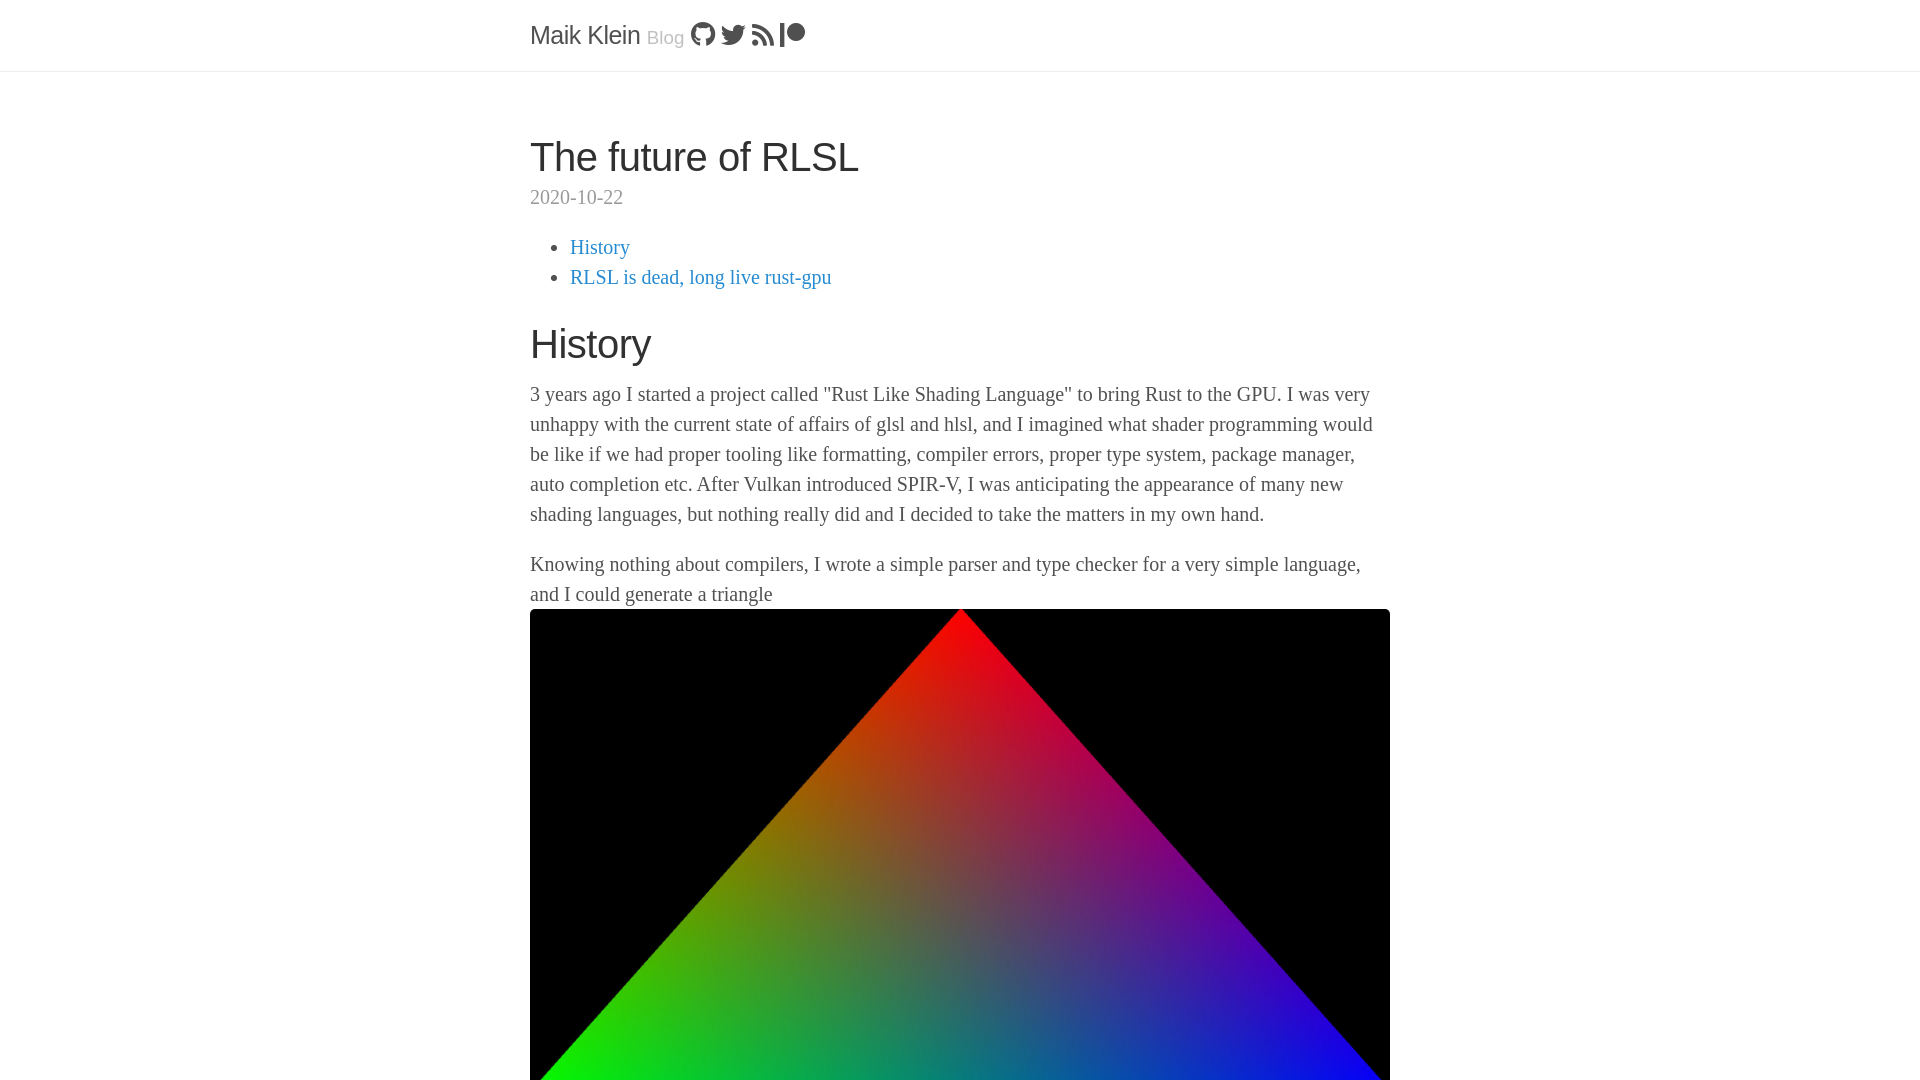 Maik Klein Blog
The future of RLSL
2020-10-22
History
RLSL is dead, long live rust-gpu
History
3 years ago I started a project called "Rust Like Shading Language" to bring Rust to the GPU. I was very
unhappy with the current state of affairs of glsl and hlsl, and I imagined what shader programming would
be like if we had proper tooling like formatting, compiler errors, proper type system, package manager,
auto completion etc. After Vulkan introduced SPIR-V, I was anticipating the appearance of many new
shading languages, but nothing really did and I decided to take the matters in my own hand.
Knowing nothing about compilers, I wrote a simple parser and type checker for a very simple language,
and I could generate a triangle